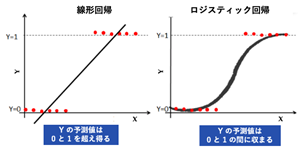 線形回帰
Y=1
Y
Y=0
X
Y の予測値は
0 と 1 を超え得る
ロジスティック回帰
Y=1
Y
Y=0
X
Y の予測値は
0 と 1 の間に収まる